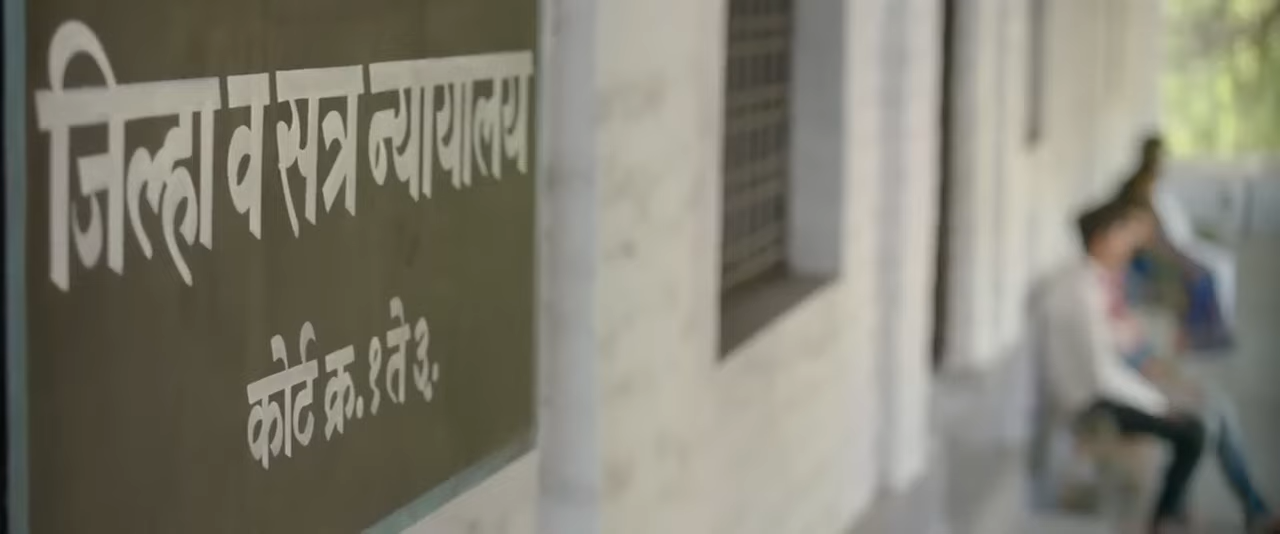 जिल्हा व सत्र न्यायालय
कोर्ट क्र. १ ते ३.